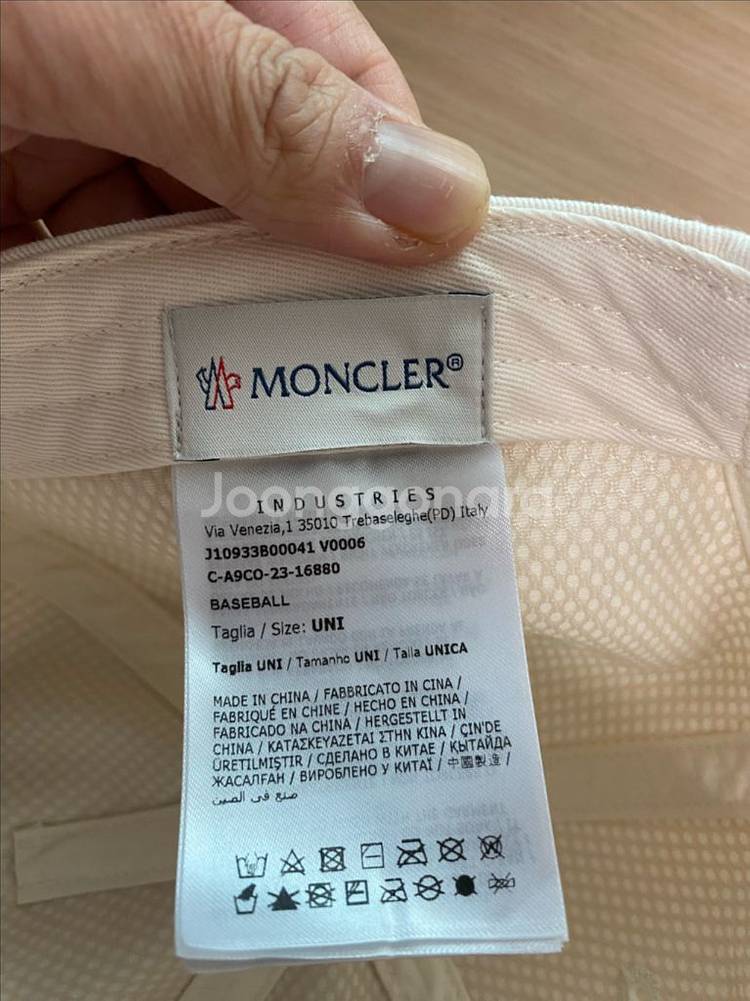 MONCLER®
Joonggonara
INDUSTRIES
Via Venezia,1 35010 Trebaseleghe(PD) Italy
J10933B00041 V0006
C-A9CO-23-16880
BASEBALL
Taglia / Size: UNI
Taglia UNI / Tamanho UNI / Talla UNICA
MADE IN CHINA / FABBRICATO IN CINA /
FABRIQUÉ EN CHINE / HECHO EN CHINA /
FABRICADO NA CHINA / HERGESTELLT IN
CHINA / ΚΑΤΑΣΚΕΥΑΖΕΤΑΙ ΣΤΗΝ ΚΙΝΑ / ÇİN'DE
ÜRETİLMİŞTİR / СДЕЛАНО В КИТАЕ / ҚЫТАЙДА
ЖАСАЛҒАН / ВИРОБЛЕНО У КИТАЇ / 中國製造 /
صنع في الصين